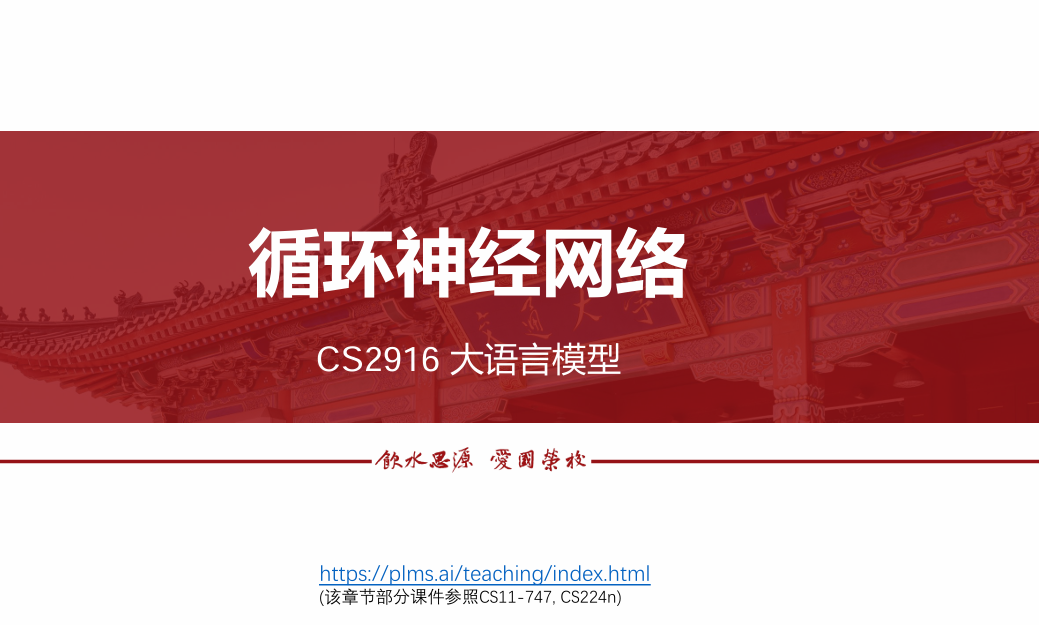 循环神经网络
CS2916 大语言模型
飲水思源 愛國榮校
https://plms.ai/teaching/index.html
(该章节部分课件参照CS11-747, CS224n)